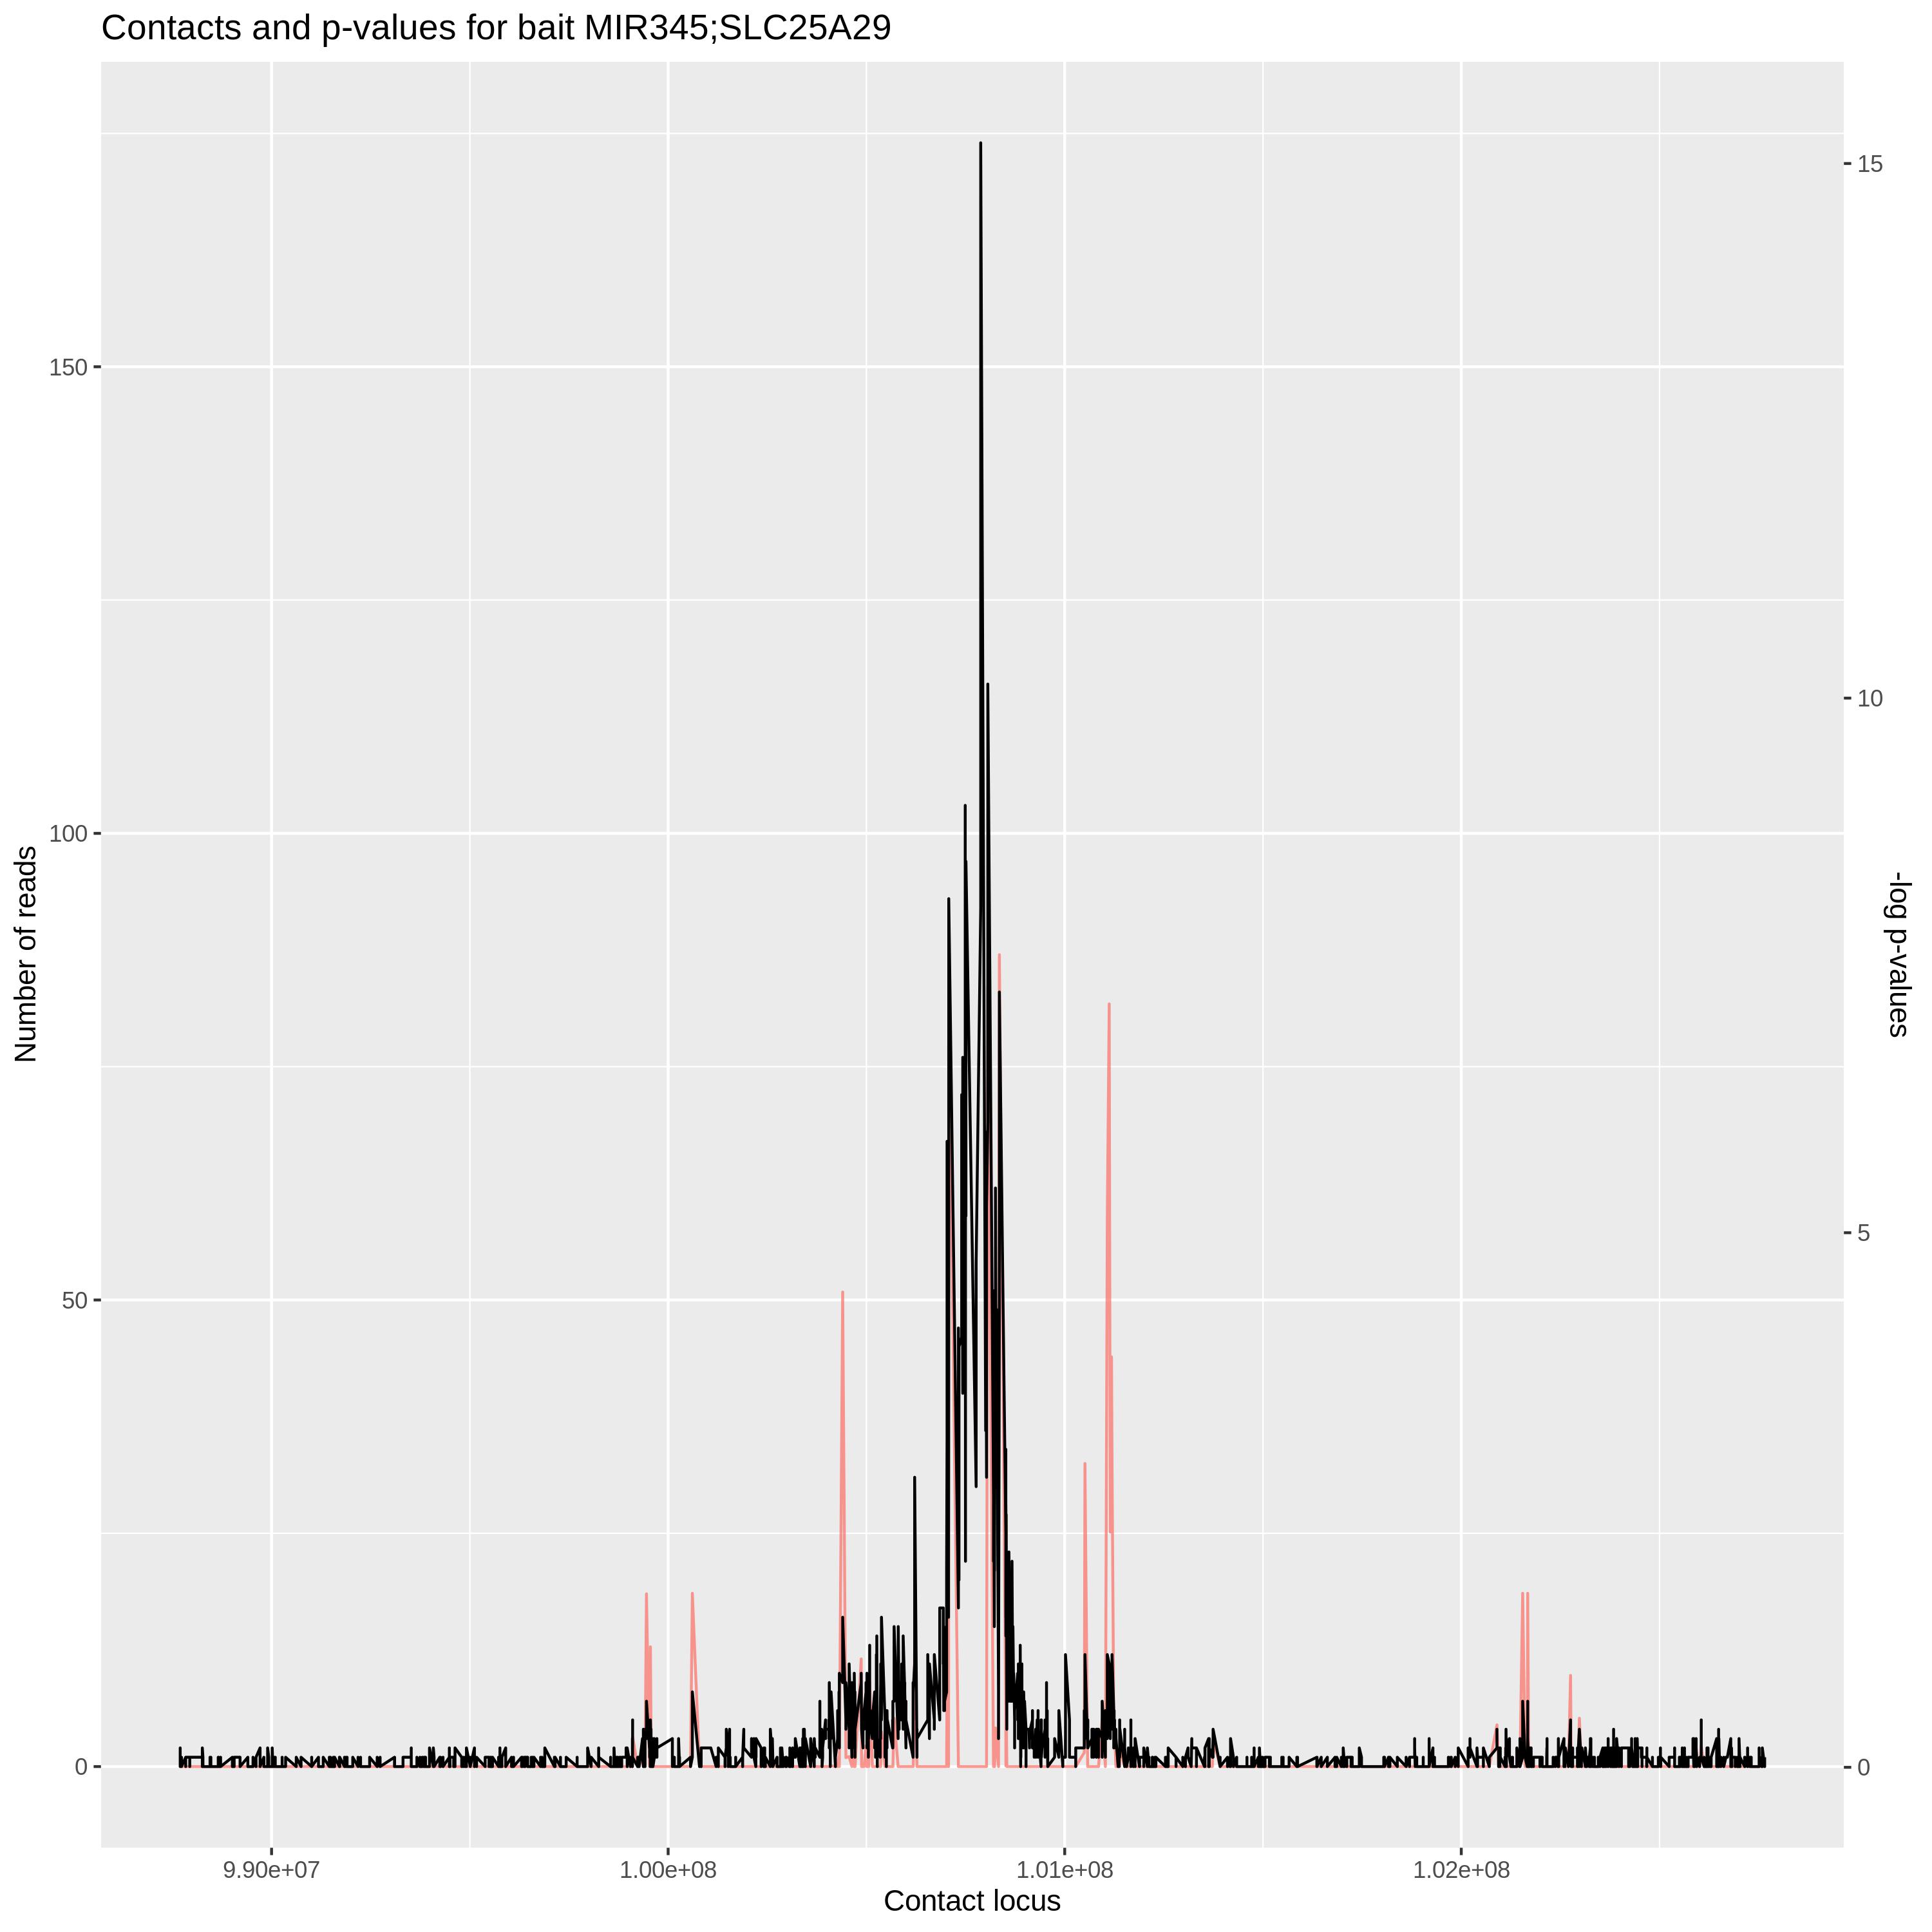 Contacts and p-values for bait MIR345;SLC25A29
150
100
50
0
15
10
5
0
Number of reads
-log p-values
9.90e+07
1.00e+08
1.01e+08
1.02e+08
Contact locus